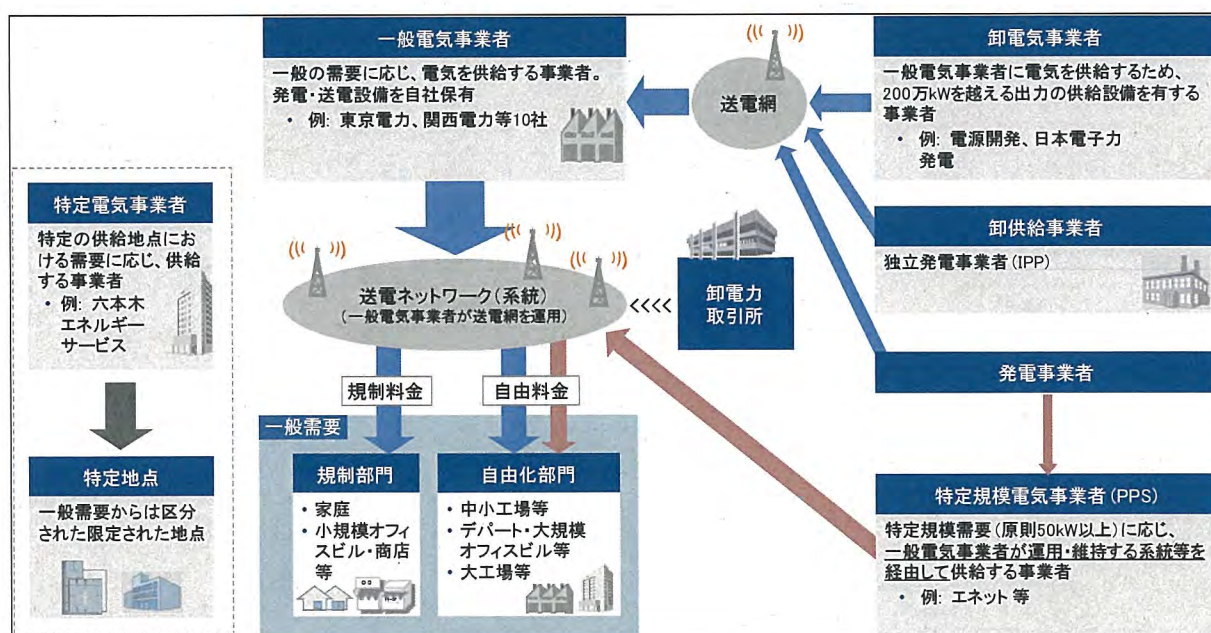 一般電気事業者
一般の需要に応じ、電気を供給する事業者。
発電・送電設備を自社保有
• 例: 東京電力、関西電力等10社
送電網
卸電気事業者
一般電気事業者に電気を供給するため、
200万kWを越える出力の供給設備を有する
事業者
• 例: 電源開発、日本電子力
発電
特定電気事業者
特定の供給地点にお
ける需要に応じ、供給
する事業者
• 例: 六本木
エネルギー
サービス
送電ネットワーク(系統)
(一般電気事業者が送電網を運用)
卸電力
取引所
卸供給事業者
独立発電事業者(IPP)
発電事業者
規制料金
自由料金
一般需要
規制部門
• 家庭
• 小規模オフィ
スビル・商店
等
自由化部門
• 中小工場等
• デパート・大規模
オフィスビル等
• 大工場等
特定地点
一般需要からは区分
された限定された地点
特定規模電気事業者(PPS)
特定規模需要(原則50kW以上)に応じ、
一般電気事業者が運用・維持する系統等を
経由して供給する事業者
• 例: エネット 等